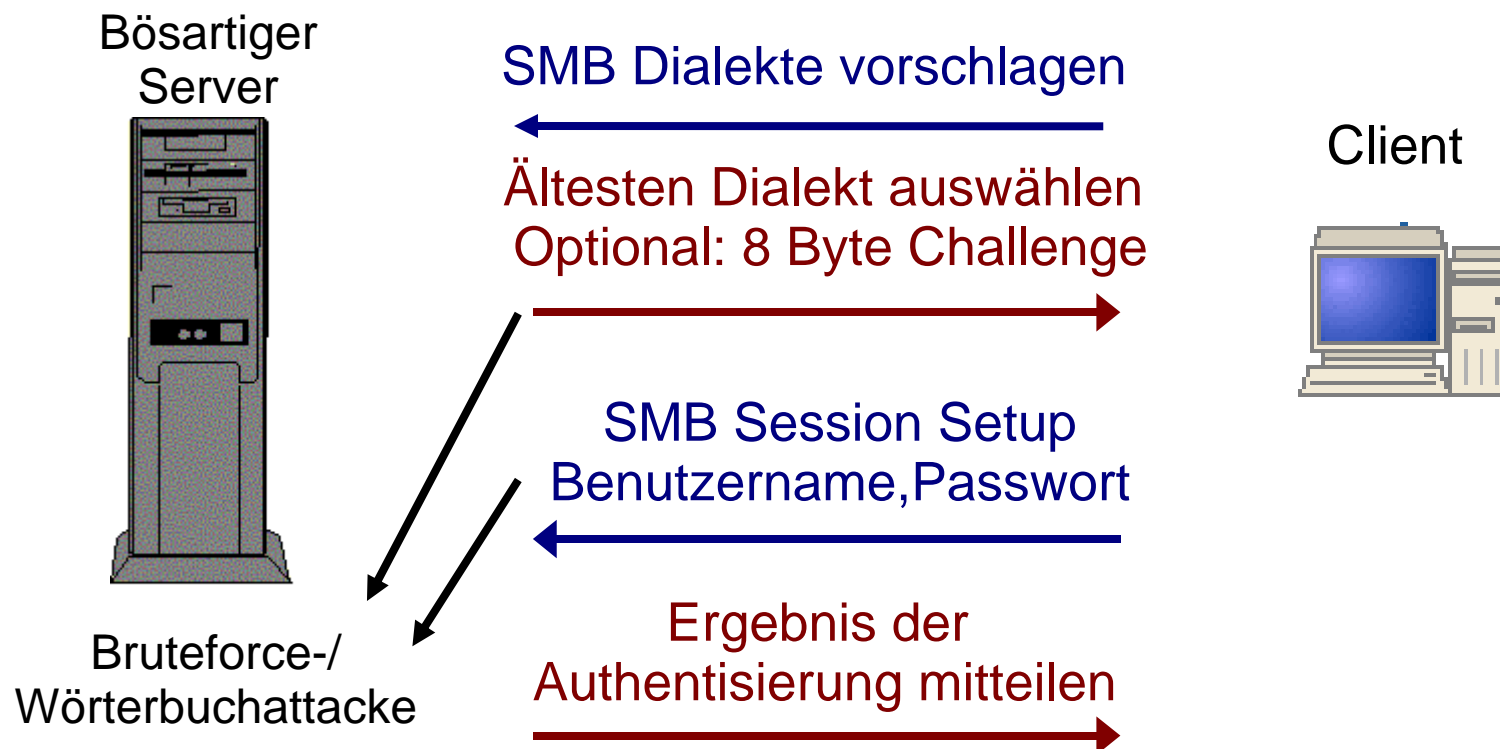 Bösartiger
Server
SMB Dialekte vorschlagen
Client
Ältesten Dialekt auswählen
Optional: 8 Byte Challenge
SMB Session Setup
Benutzername,Passwort
Bruteforce-/
Wörterbuchattacke
Ergebnis der
Authentisierung mitteilen